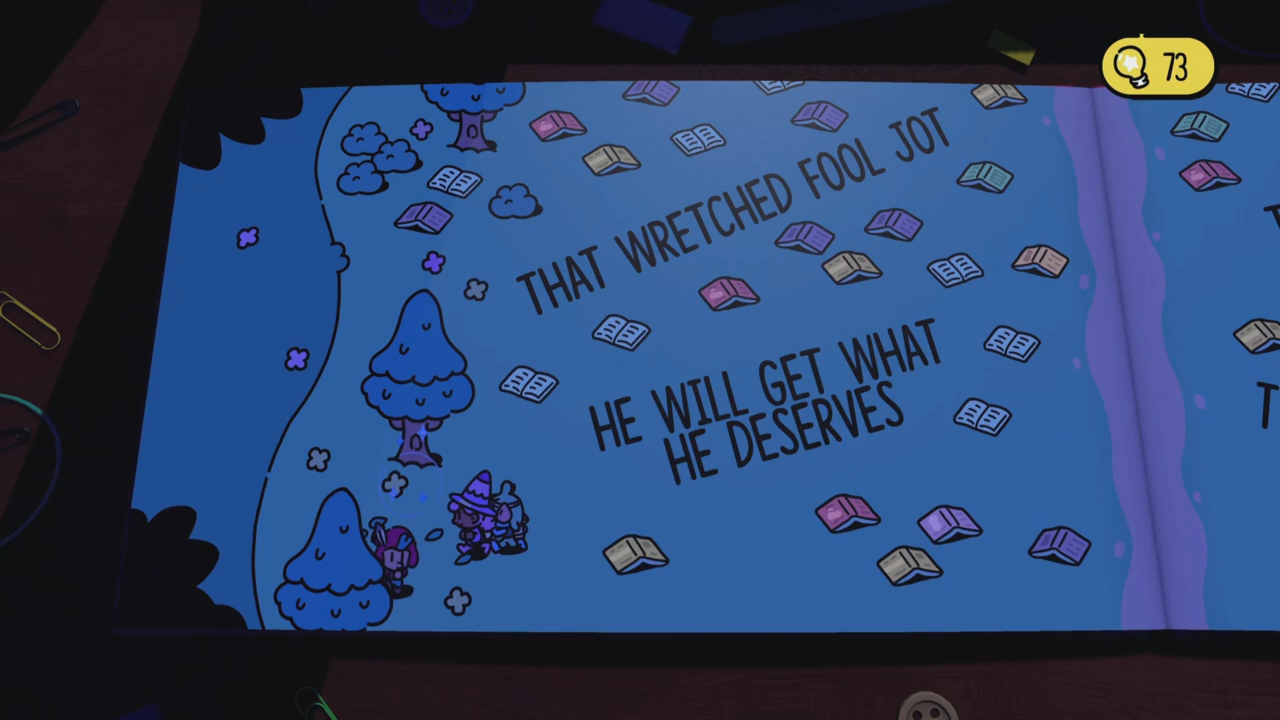 73
THAT WRETCHED FOOL JOT
HE WILL GET WHAT
HE DESERVES
T